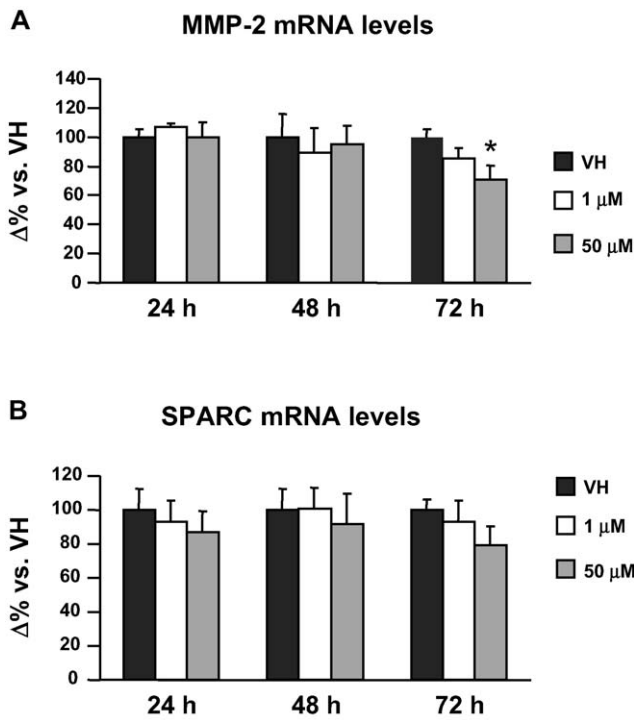 A
MMP-2 mRNA levels
140
120
100
80
60
40
20
0
Δ% vs. VH
*
24 h
48 h
72 h
VH
1 μM
50 μM
B
SPARC mRNA levels
120
100
80
60
40
20
0
Δ% vs. VH
24 h
48 h
72 h
VH
1 μM
50 μM